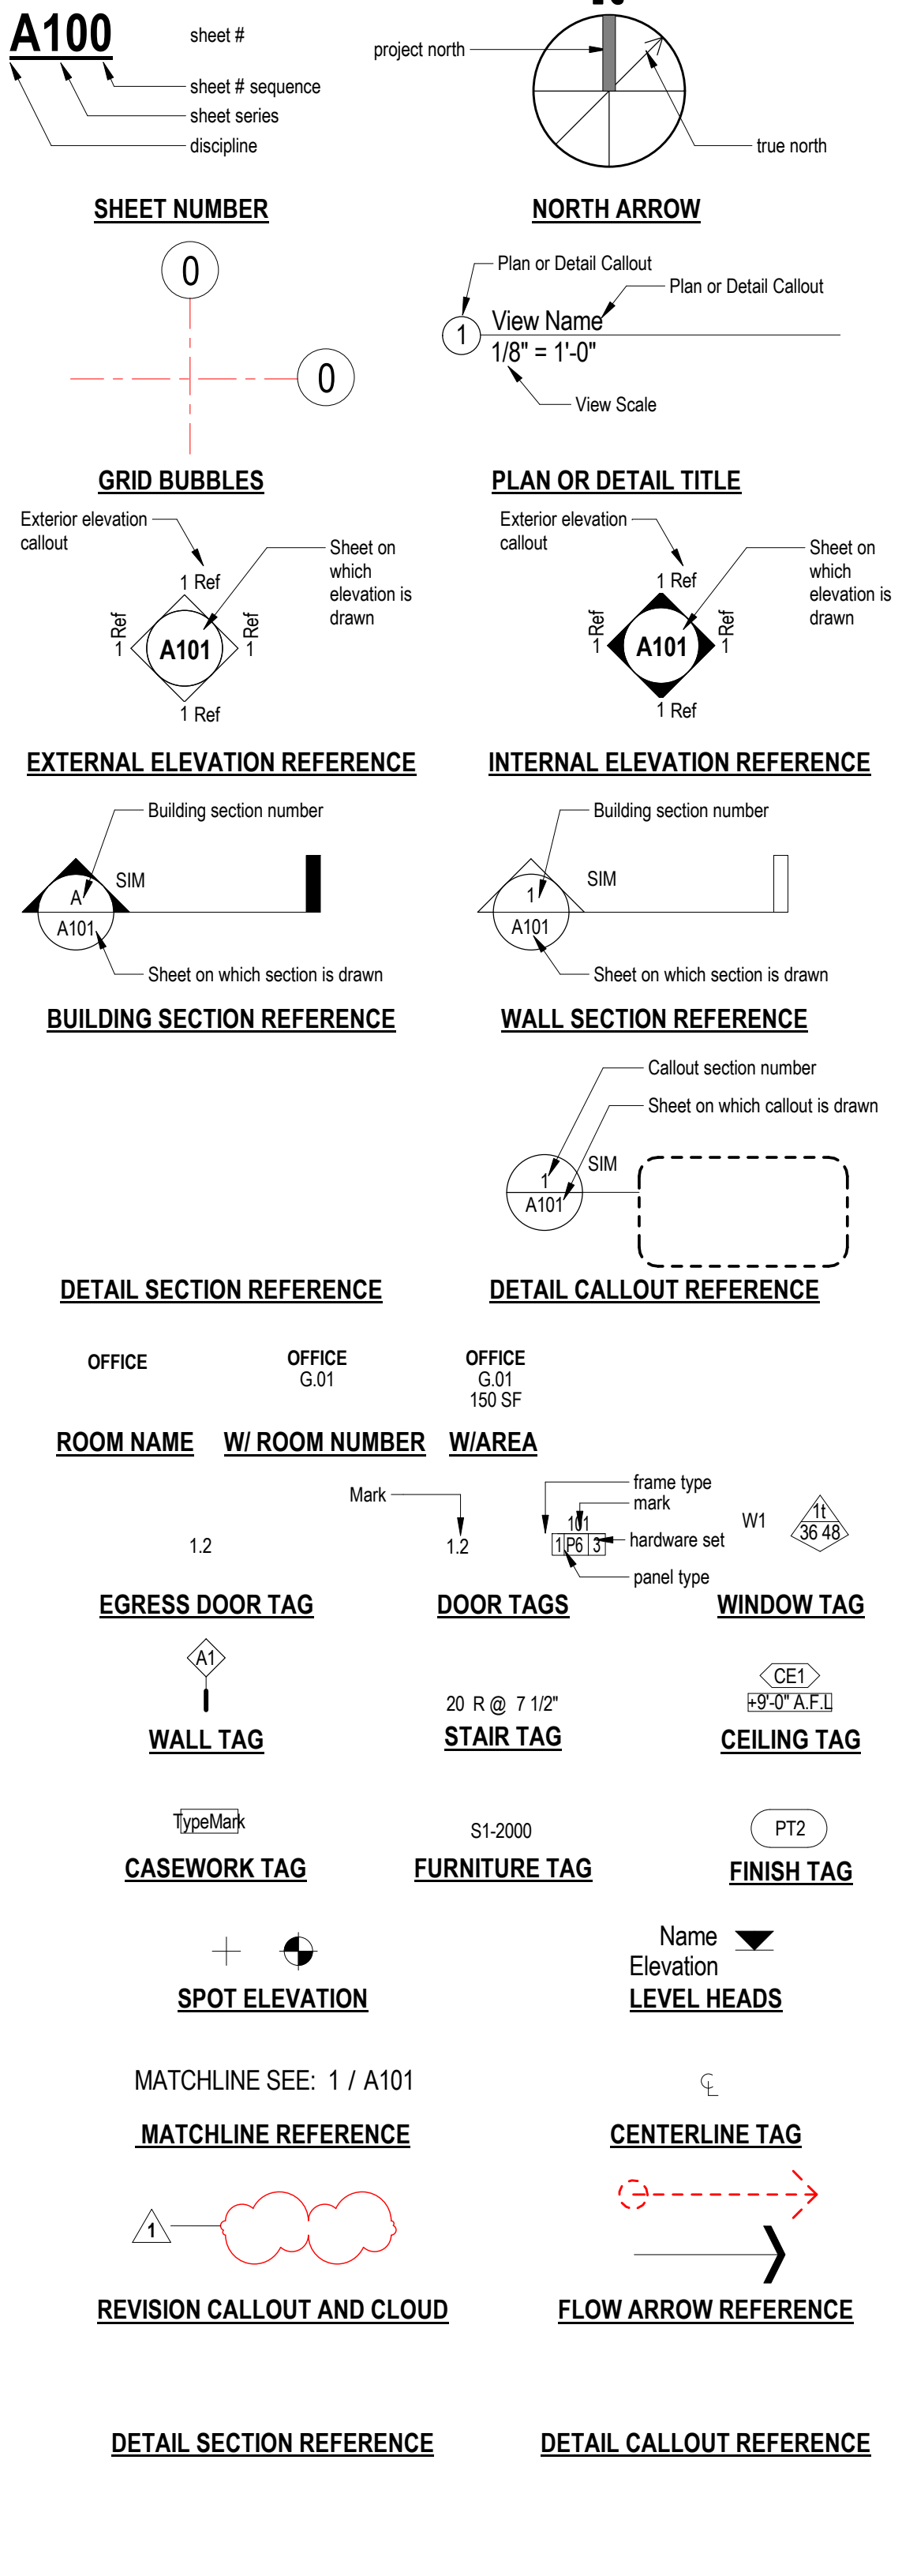 A100
sheet #
sheet # sequence
sheet series
discipline
SHEET NUMBER
project north
true north
NORTH ARROW
0
0
GRID BUBBLES
Plan or Detail Callout
Plan or Detail Callout
1
View Name
1/8" = 1'-0"
View Scale
PLAN OR DETAIL TITLE
Exterior elevation
callout
Sheet on
which
elevation is
drawn
1 Ref
1 Ref
A101
1 Ref
1 Ref
EXTERNAL ELEVATION REFERENCE
Exterior elevation
callout
Sheet on
which
elevation is
drawn
1 Ref
1 Ref
A101
1 Ref
1 Ref
INTERNAL ELEVATION REFERENCE
Building section number
SIM
A
A101
Sheet on which section is drawn
BUILDING SECTION REFERENCE
Building section number
SIM
1
A101
Sheet on which section is drawn
WALL SECTION REFERENCE
Callout section number
Sheet on which callout is drawn
SIM
1
A101
DETAIL SECTION REFERENCE
DETAIL CALLOUT REFERENCE
OFFICE
ROOM NAME
OFFICE
G.01
W/ ROOM NUMBER
OFFICE
G.01
150 SF
W/AREA
1.2
EGRESS DOOR TAG
Mark
1.2
frame type
mark
101
1 P6 3
hardware set
panel type
DOOR TAGS
W1
1t
36 48
WINDOW TAG
A1
WALL TAG
20 R @ 7 1/2"
STAIR TAG
CE1
+9'-0" A.F.L
CEILING TAG
TypeMark
CASEWORK TAG
S1-2000
FURNITURE TAG
PT2
FINISH TAG
SPOT ELEVATION
Name
Elevation
LEVEL HEADS
MATCHLINE SEE: 1 / A101
MATCHLINE REFERENCE
CENTERLINE TAG
1
REVISION CALLOUT AND CLOUD
FLOW ARROW REFERENCE
DETAIL SECTION REFERENCE
DETAIL CALLOUT REFERENCE